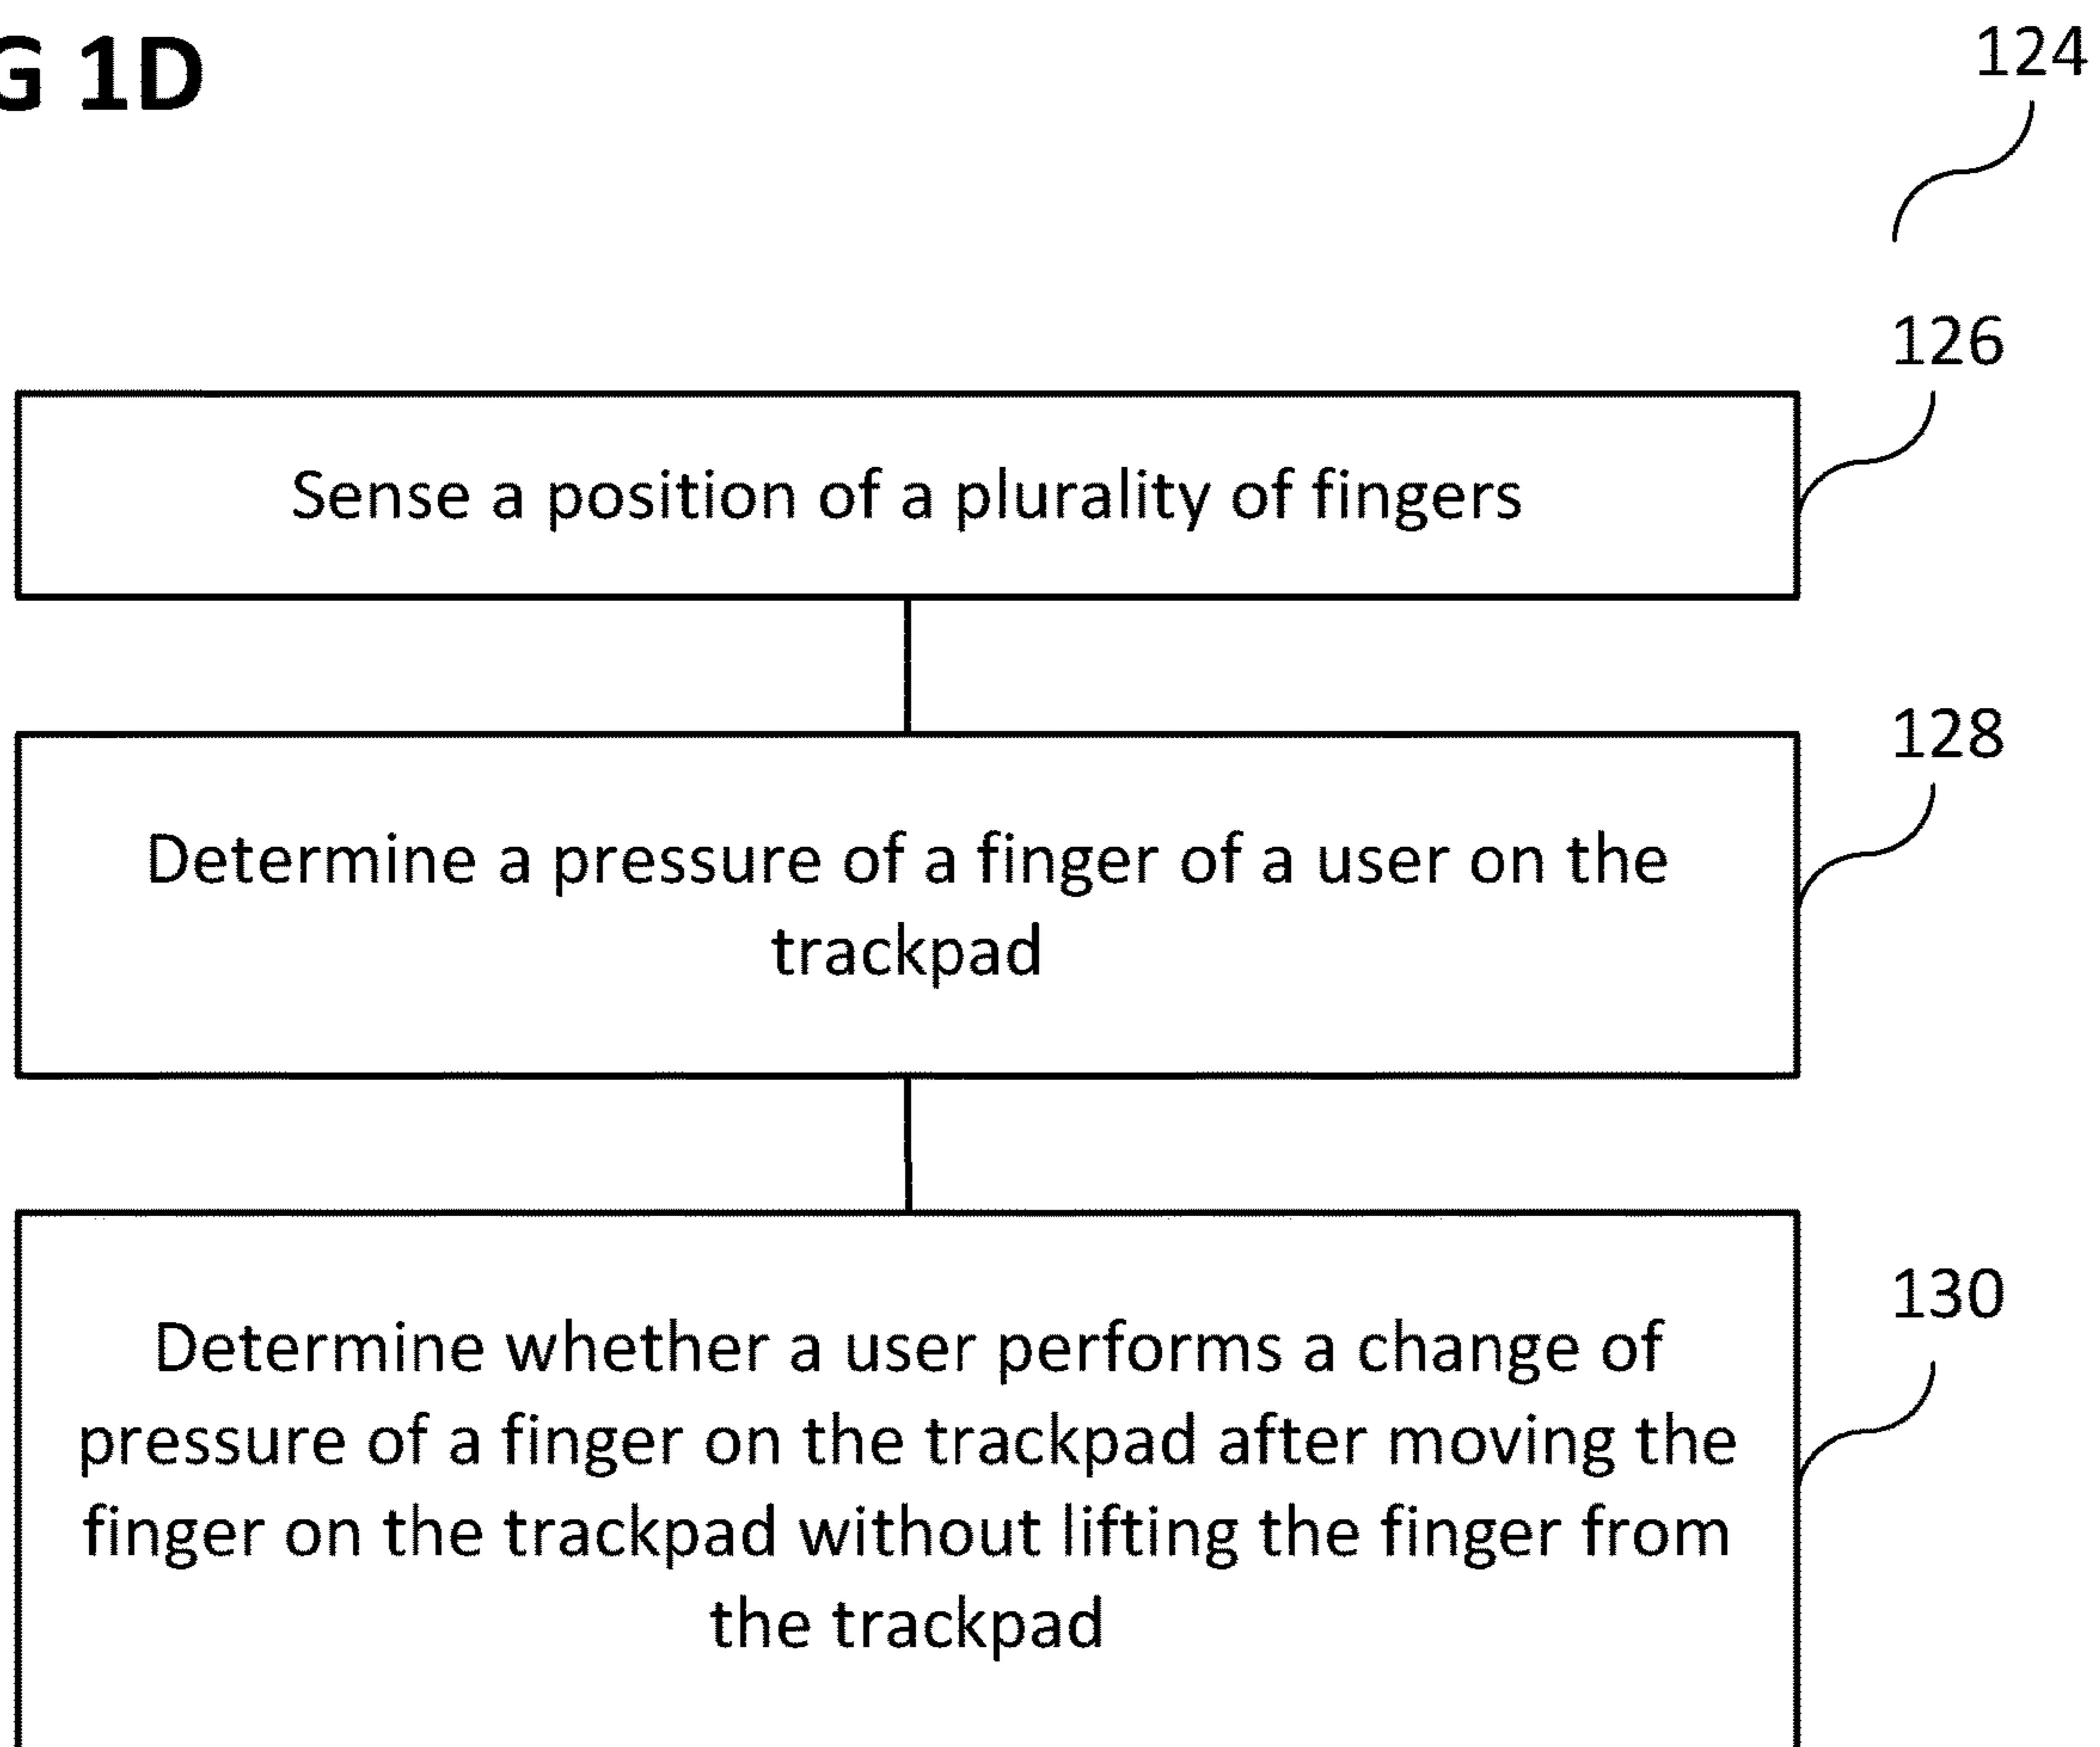 G 1D
124
126
Sense a position of a plurality of fingers
128
Determine a pressure of a finger of a user on the
trackpad
130
Determine whether a user performs a change of
pressure of a finger on the trackpad after moving the
finger on the trackpad without lifting the finger from
the trackpad